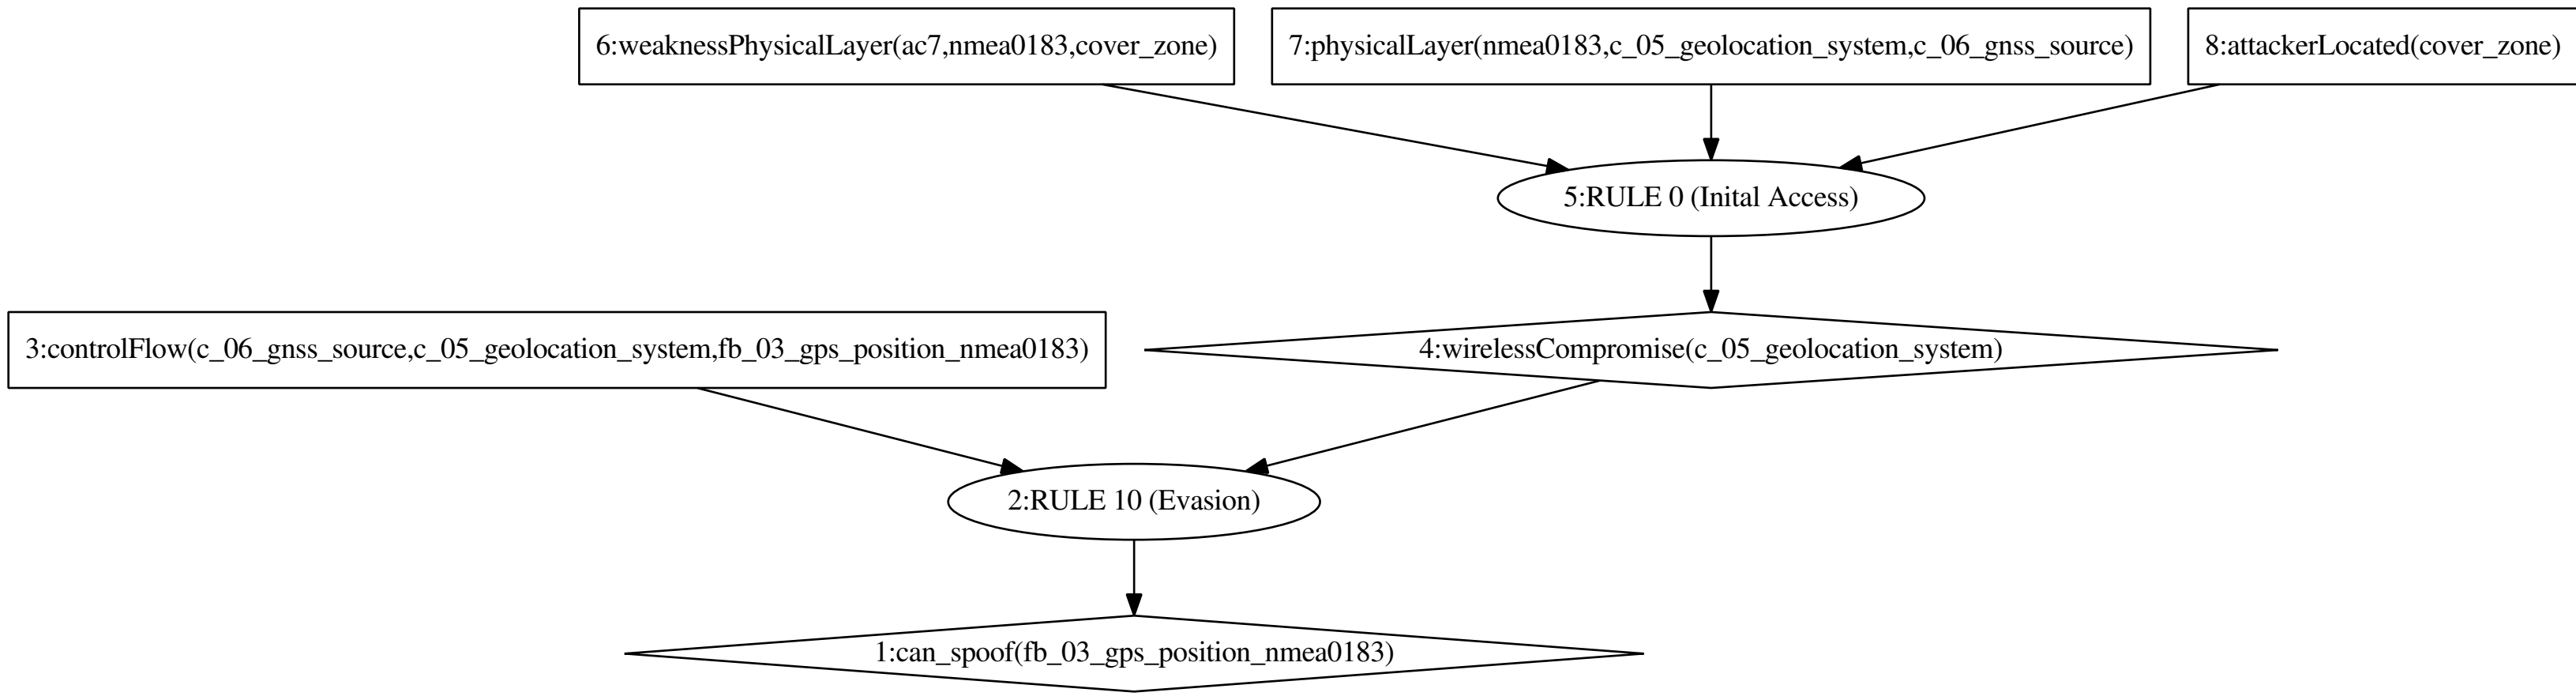 6:weaknessPhysicalLayer(ac7,nmea0183,cover_zone)
7:physicalLayer(nmea0183,c_05_geolocation_system,c_06_gnss_source)
8:attackerLocated(cover_zone)
5:RULE 0 (Inital Access)
3:controlFlow(c_06_gnss_source,c_05_geolocation_system,fb_03_gps_position_nmea0183)
4:wirelessCompromise(c_05_geolocation_system)
2:RULE 10 (Evasion)
1:can_spoof(fb_03_gps_position_nmea0183)